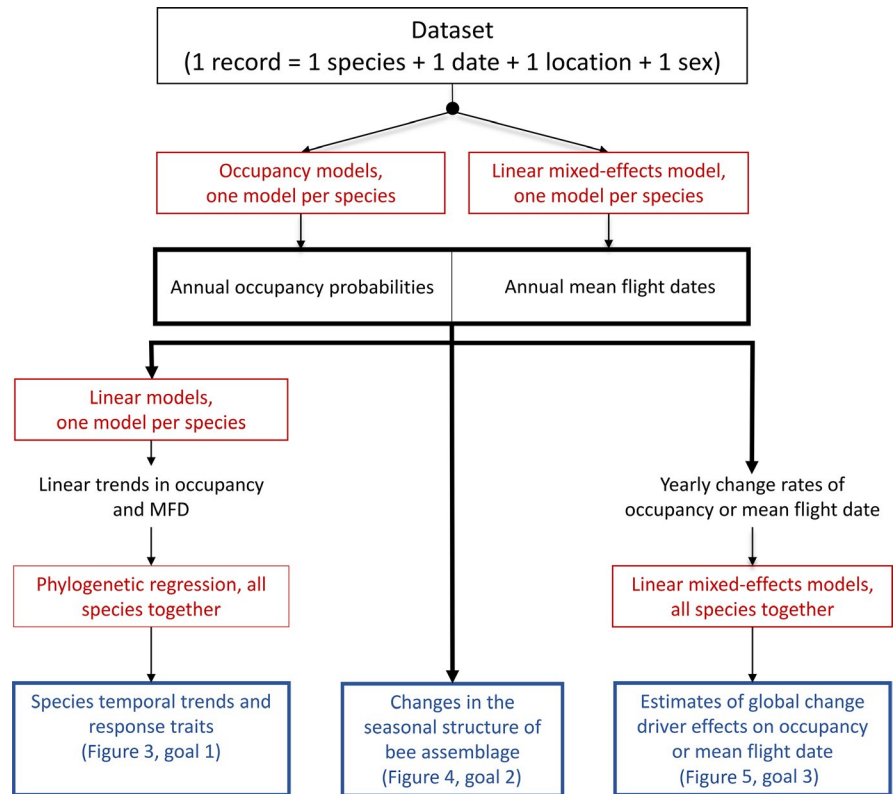 Dataset
(1 record = 1 species + 1 date + 1 location + 1 sex)
Occupancy models,
one model per species
Linear mixed-effects model,
one model per species
Annual occupancy probabilities
Annual mean flight dates
Linear models,
one model per species
Linear trends in occupancy
and MFD
Yearly change rates of
occupancy or mean flight date
Phylogenetic regression, all
species together
Linear mixed-effects models,
all species together
Species temporal trends and
response traits
(Figure 3, goal 1)
Changes in the
seasonal structure of
bee assemblage
(Figure 4, goal 2)
Estimates of global change
driver effects on occupancy
or mean flight date
(Figure 5, goal 3)